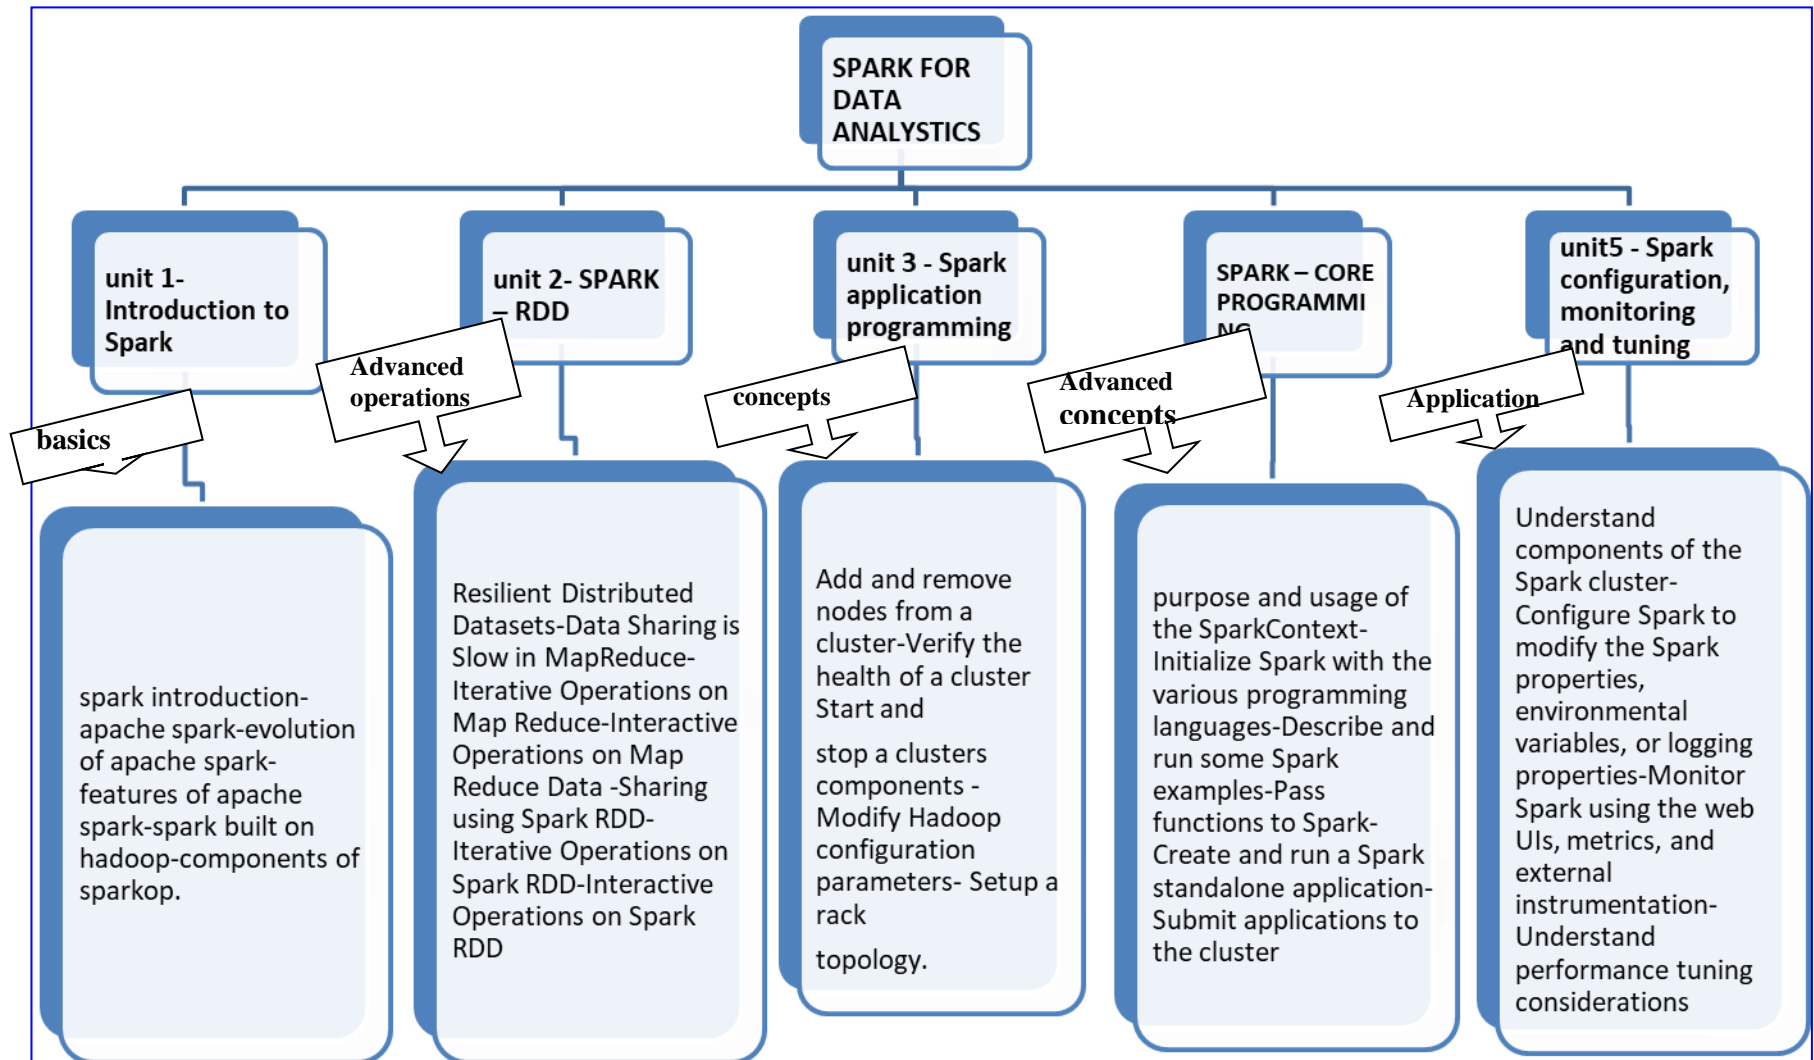 SPARK FOR
DATA
ANALYSTICS
unit 1-
Introduction to
Spark
unit 2- SPARK
– RDD
unit 3 - Spark
application
programming
SPARK – CORE
PROGRAMMI
NG
unit5 - Spark
configuration,
monitoring
and tuning
basics
Advanced
operations
concepts
Advanced
concepts
Application
spark introduction-
apache spark-evolution
of apache spark-
features of apache
spark-spark built on
hadoop-components of
sparkop.
Resilient Distributed
Datasets-Data Sharing is
Slow in MapReduce-
Iterative Operations on
Map Reduce-Interactive
Operations on Map
Reduce Data -Sharing
using Spark RDD-
Iterative Operations on
Spark RDD-Interactive
Operations on Spark
RDD
Add and remove
nodes from a
cluster-Verify the
health of a cluster
Start and
stop a clusters
components -
Modify Hadoop
configuration
parameters- Setup a
rack
topology.
purpose and usage of
the SparkContext-
Initialize Spark with the
various programming
languages-Describe and
run some Spark
examples-Pass
functions to Spark-
Create and run a Spark
standalone application-
Submit applications to
the cluster
Understand
components of the
Spark cluster-
Configure Spark to
modify the Spark
properties,
environmental
variables, or logging
properties-Monitor
Spark using the web
UIs, metrics, and
external
instrumentation-
Understand
performance tuning
considerations